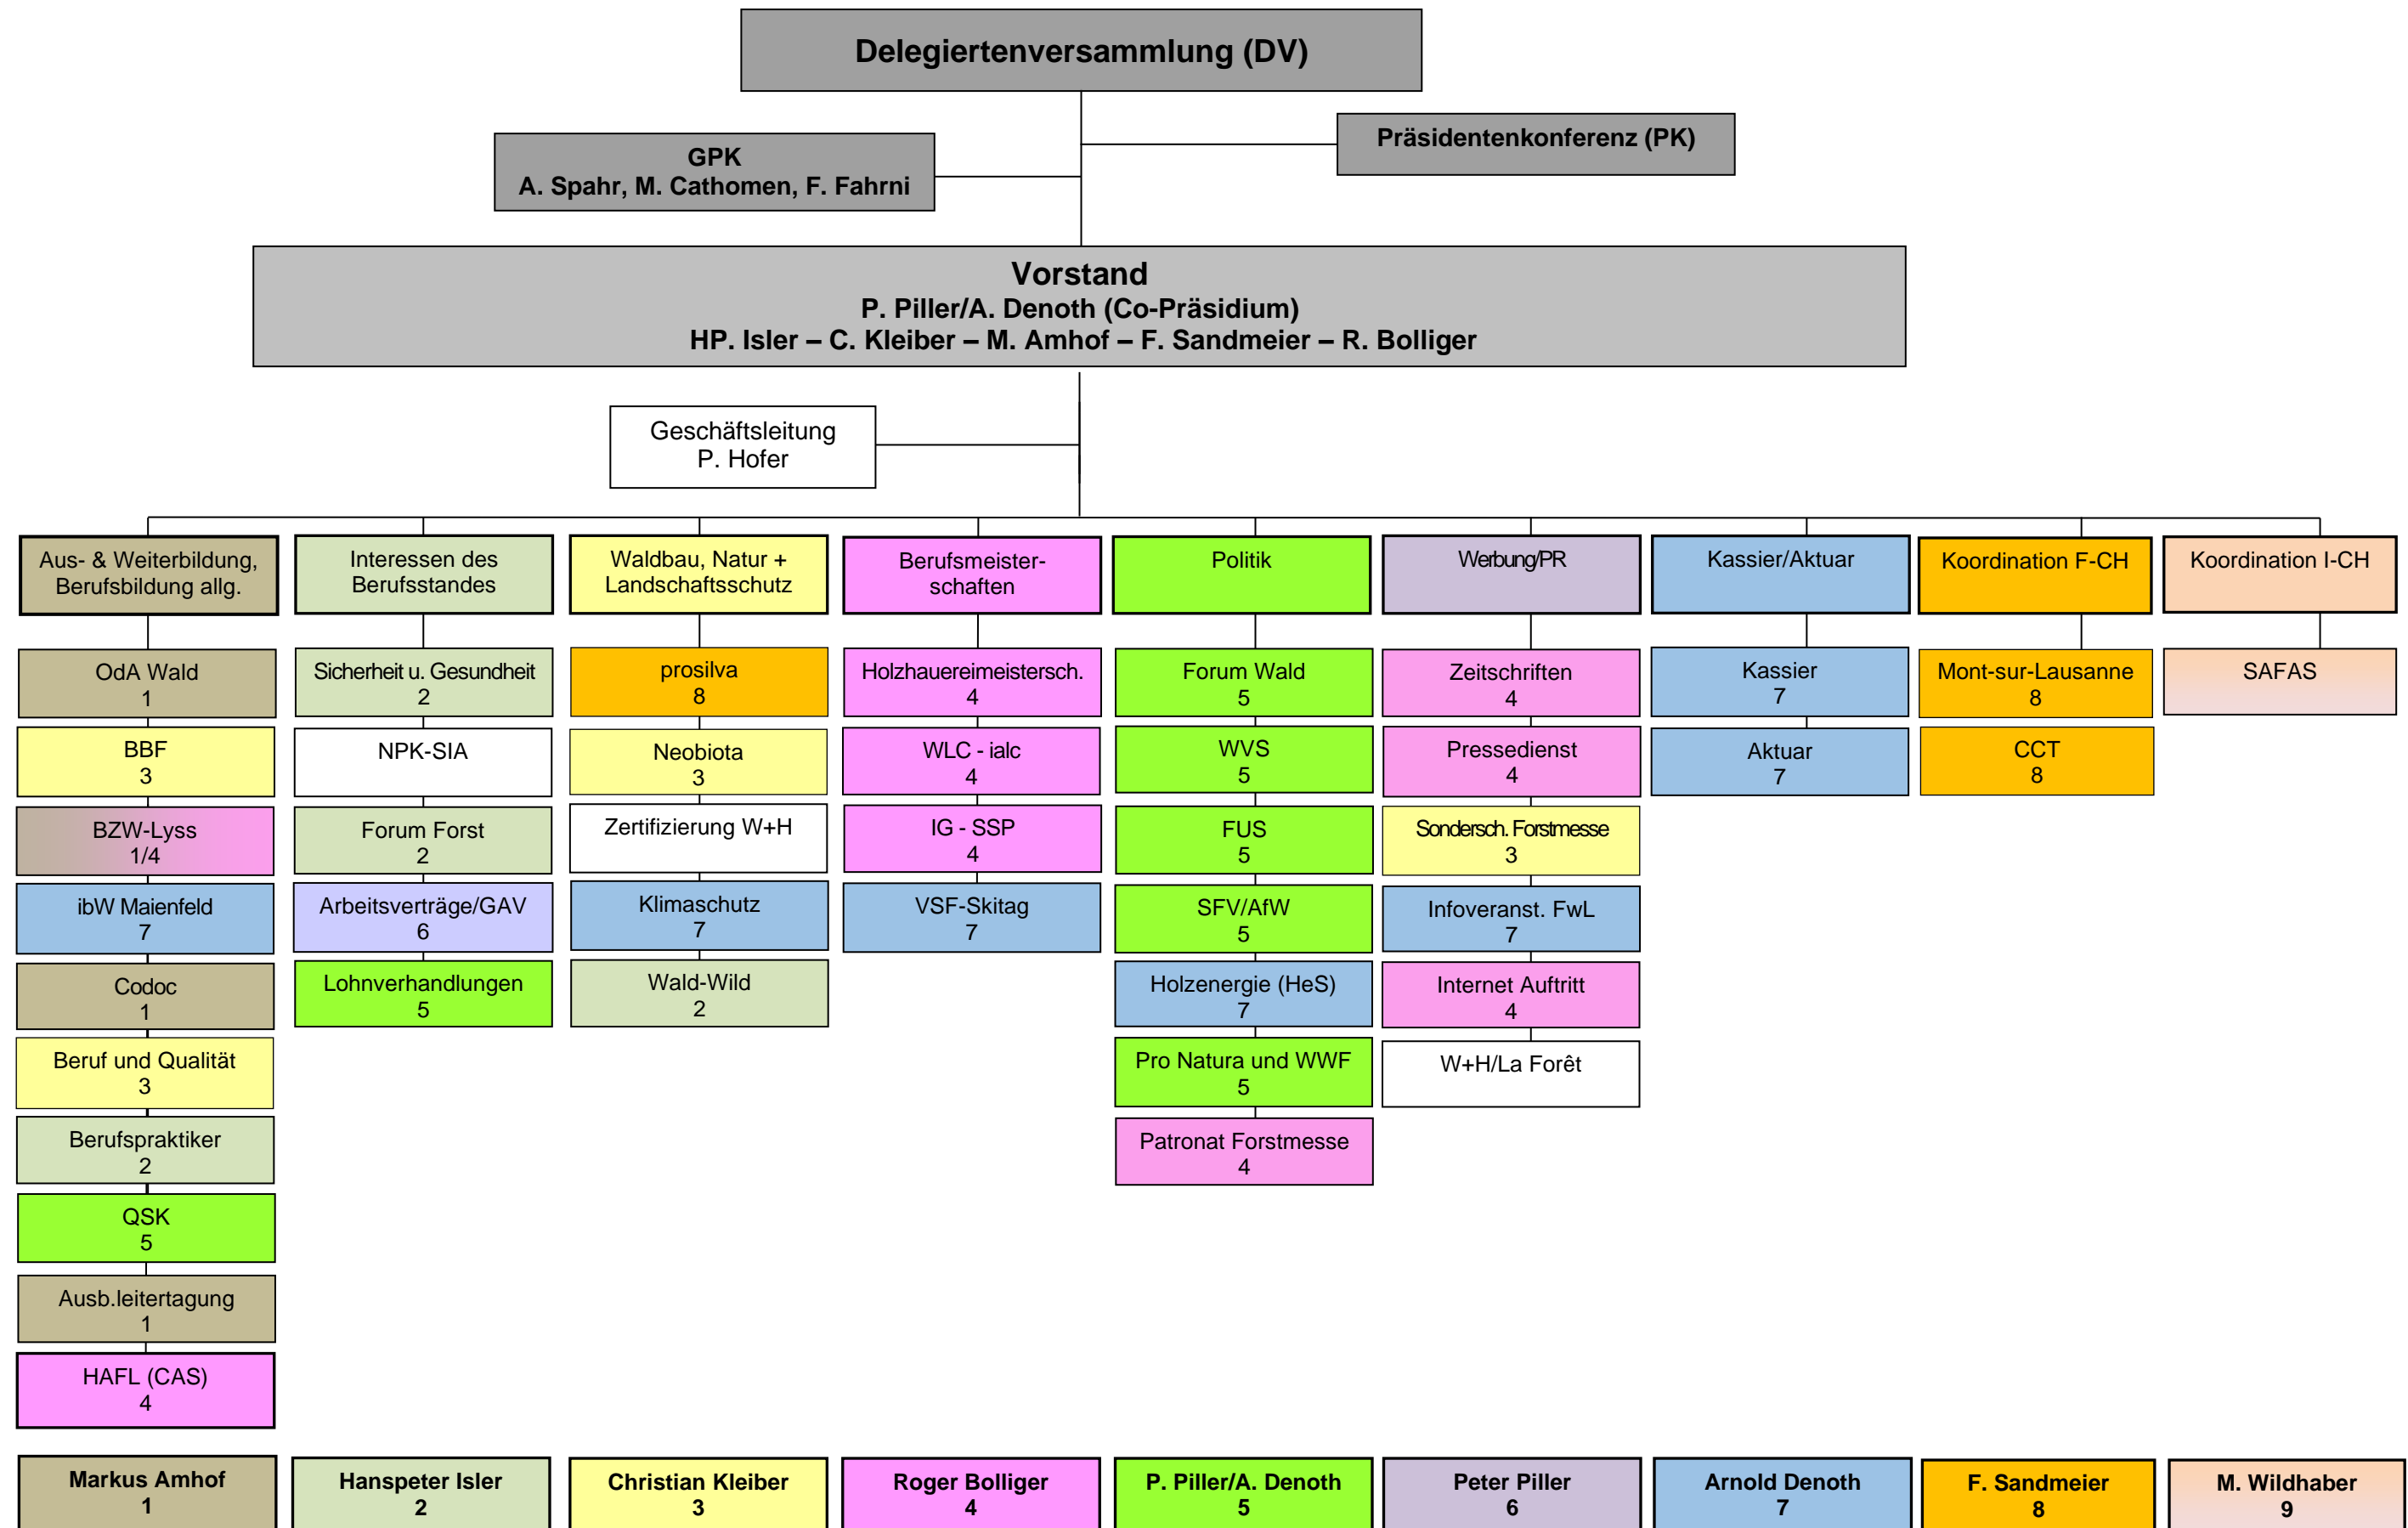 Delegiertenversammlung (DV)
Präsidentenkonferenz (PK)
GPK
A. Spahr, M. Cathomen, F. Fahrni
Vorstand
P. Piller/A. Denoth (Co-Präsidium)
HP. Isler – C. Kleiber – M. Amhof – F. Sandmeier – R. Bolliger
Geschäftsleitung
P. Hofer
Aus- & Weiterbildung,
Berufsbildung allg.
OdA Wald
1
BBF
3
BZW-Lyss
1/4
ibW Maienfeld
7
Codoc
1
Beruf und Qualität
3
Berufspraktiker
2
QSK
5
Ausb.leitertagung
1
HAFL (CAS)
4
Interessen des
Berufsstandes
Sicherheit u. Gesundheit
2
NPK-SIA
Forum Forst
2
Arbeitsverträge/GAV
6
Lohnverhandlungen
5
Waldbau, Natur +
Landschaftsschutz
prosilva
8
Neobiota
3
Zertifizierung W+H
Klimaschutz
7
Wald-Wild
2
Berufsmeister-
schaften
Holzhauereimeistersch.
4
WLC - ialc
4
IG - SSP
4
VSF-Skitag
7
Politik
Forum Wald
5
WVS
5
FUS
5
SFV/AfW
5
Holzenergie (HeS)
7
Pro Natura und WWF
5
Patronat Forstmesse
4
Werbung/PR
Zeitschriften
4
Pressedienst
4
Sondersch. Forstmesse
3
Infoveranst. FwL
7
Internet Auftritt
4
W+H/La Forêt
Kassier/Aktuar
Kassier
7
Aktuar
7
Koordination F-CH
Mont-sur-Lausanne
8
CCT
8
Koordination I-CH
SAFAS
Markus Amhof
1
Hanspeter Isler
2
Christian Kleiber
3
Roger Bolliger
4
P. Piller/A. Denoth
5
Peter Piller
6
Arnold Denoth
7
F. Sandmeier
8
M. Wildhaber
9